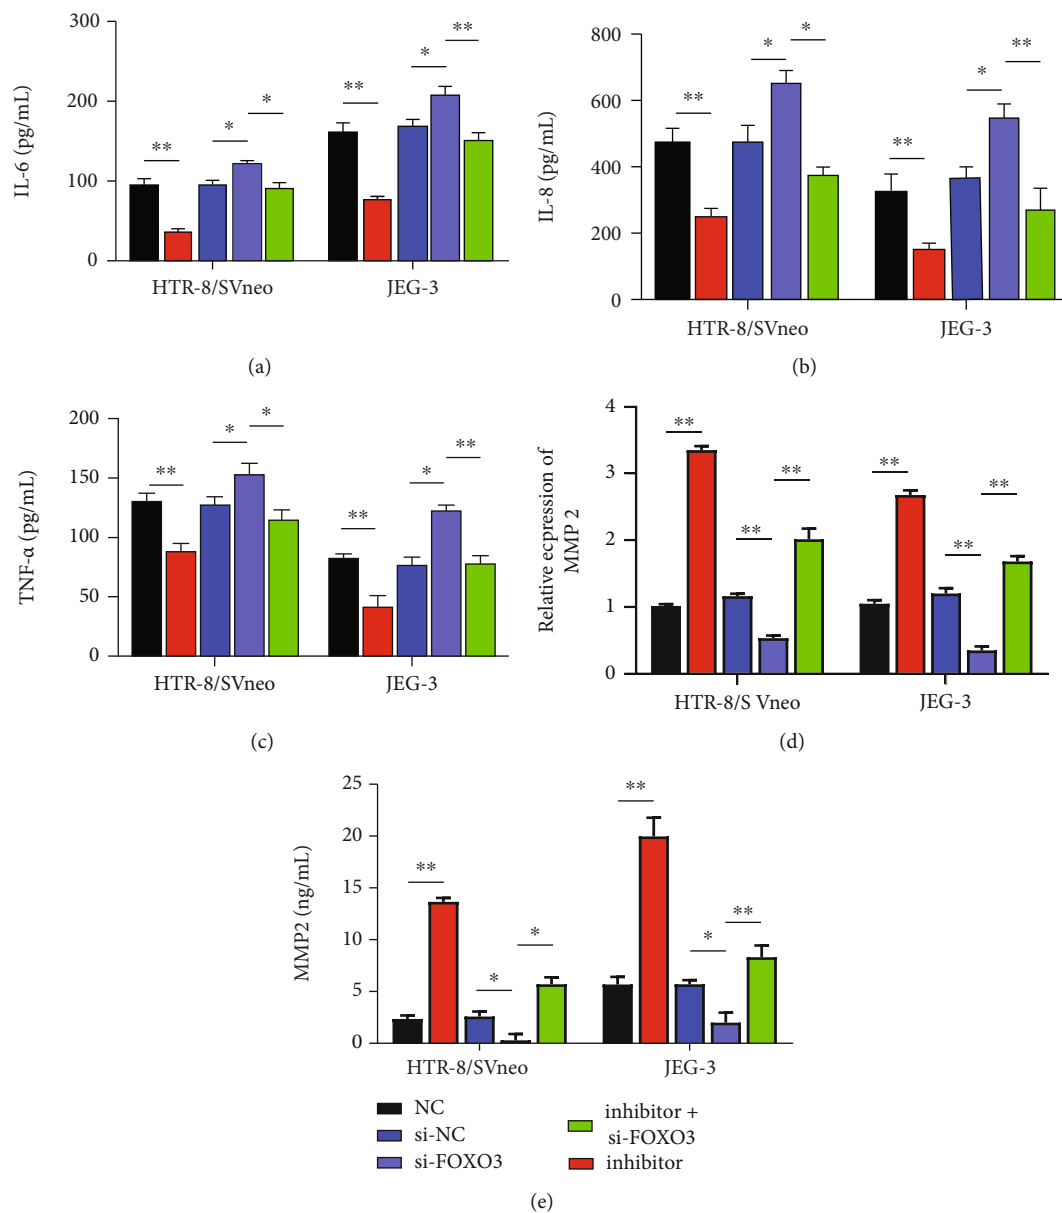 IL-6 (pg/mL)
300
200
100
0
**
*
*
**
*
**
HTR-8/SVneo
JEG-3
(a)
IL-8 (pg/mL)
800
600
400
200
0
**
*
*
**
*
**
HTR-8/SVneo
JEG-3
(b)
TNF-α (pg/mL)
200
150
100
50
0
**
*
*
**
*
**
HTR-8/SVneo
JEG-3
(c)
Relative ecpression of
MMP 2
4
3
2
1
0
**
**
**
**
**
**
HTR-8/S Vneo
JEG-3
(d)
MMP2 (ng/mL)
25
20
15
10
5
0
**
*
*
**
*
**
HTR-8/SVneo
JEG-3
NC
si-NC
si-FOXO3
inhibitor +
si-FOXO3
inhibitor
(e)